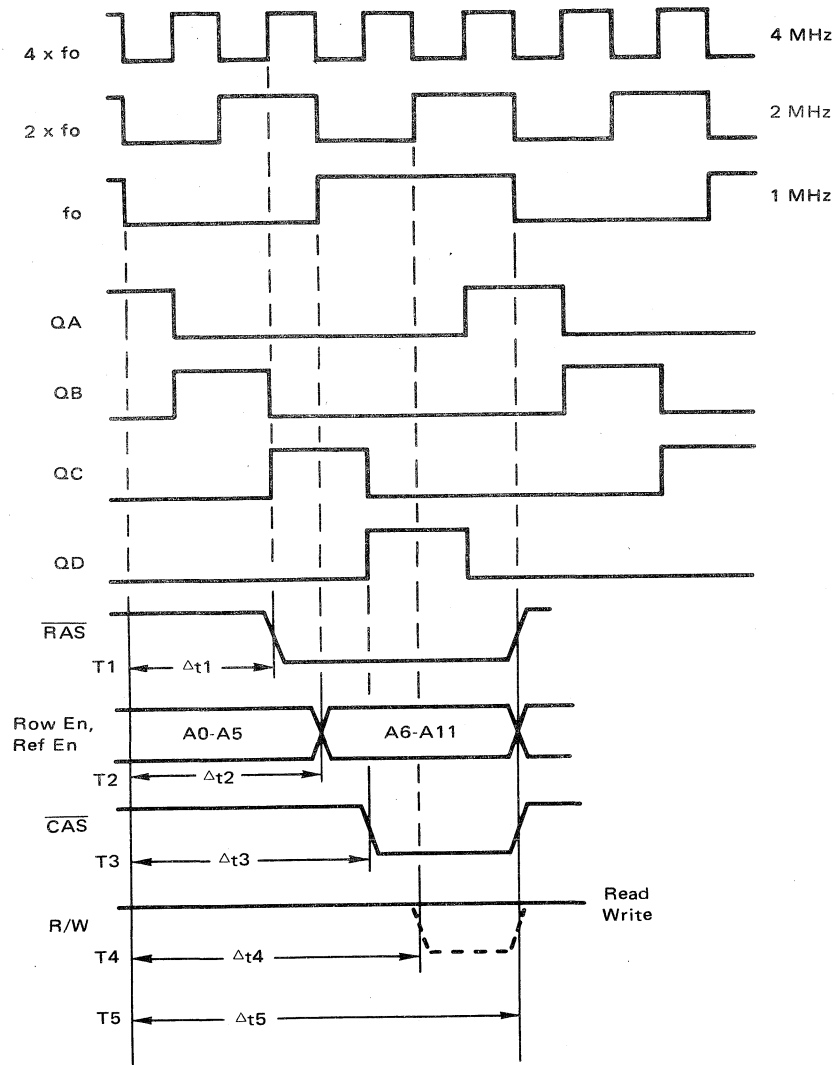 4 x fo
4 MHz
2 x fo
2 MHz
fo
1 MHz
QA
QB
QC
QD
RAS
T1
Δt1
Row En,
Ref En
A0-A5
A6-A11
T2
Δt2
CAS
T3
Δt3
R/W
Read
Write
T4
Δt4
T5
Δt5